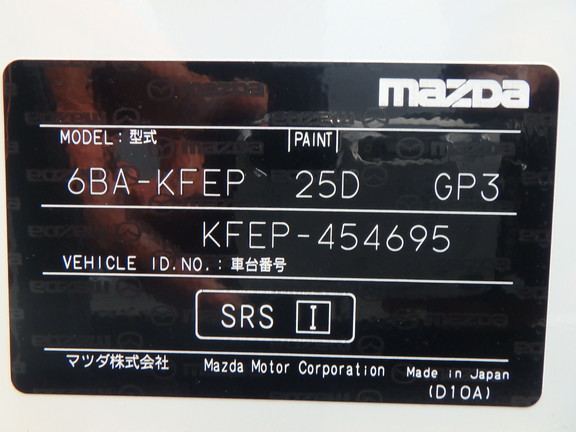 mazda
MODEL: 型式 PAINT
6BA-KFEP 25D GP3
KFEP-454695
VEHICLE ID.NO.: 車台番号
SRS I
マツダ株式会社 Mazda Motor Corporation Made in Japan
(D10A)